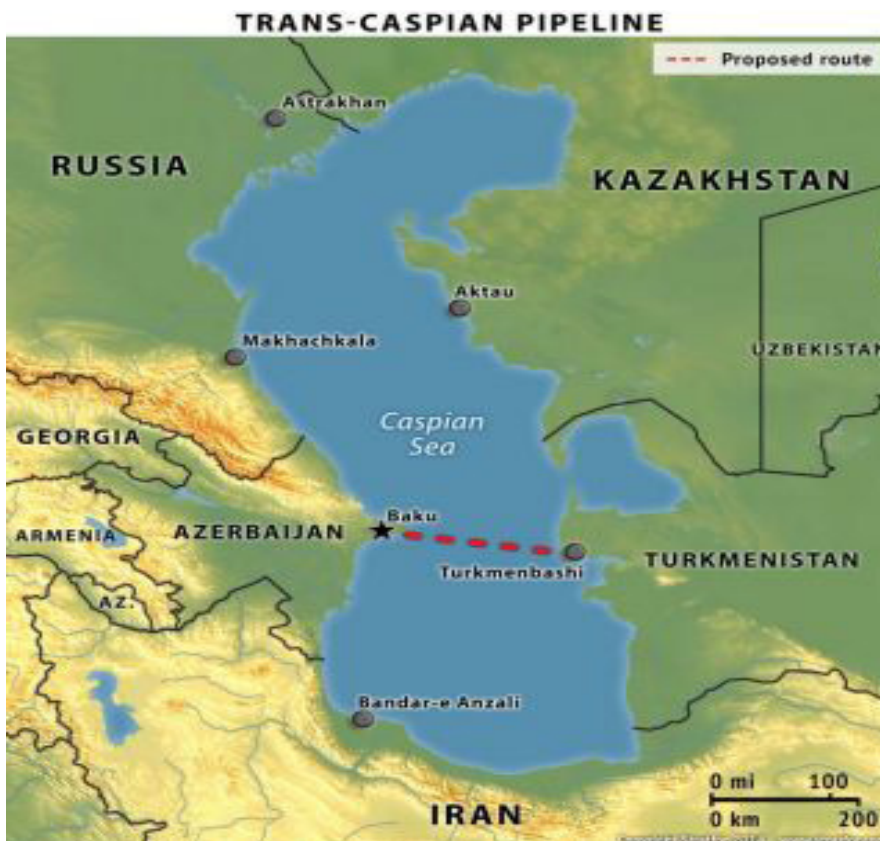 TRANS-CASPIAN PIPELINE
Proposed route
Astrakhan
RUSSIA
KAZAKHSTAN
Aktau
Makhachkala
UZBEKISTAN
Caspian
Sea
GEORGIA
Baku
AZERBAIJAN
ARMENIA
Turkmenbashi
TURKMENISTAN
AZ.
Bandar-e Anzali
0 mi 100
0 km 200
IRAN